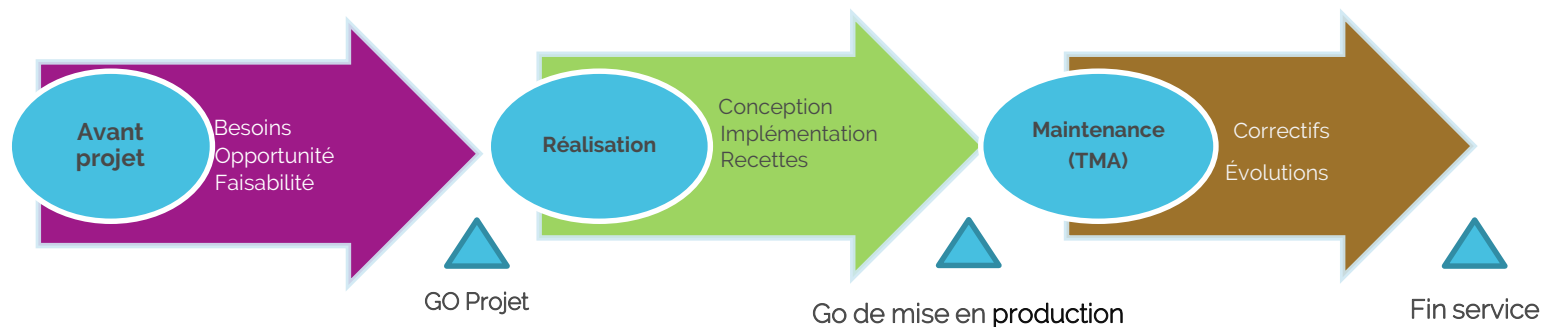 Avant
projet
Besoins
Opportunité
Faisabilité
Réalisation
Conception
Implémentation
Recettes
Maintenance
(TMA)
Correctifs
Évolutions
GO Projet
Go de mise en production
Fin service